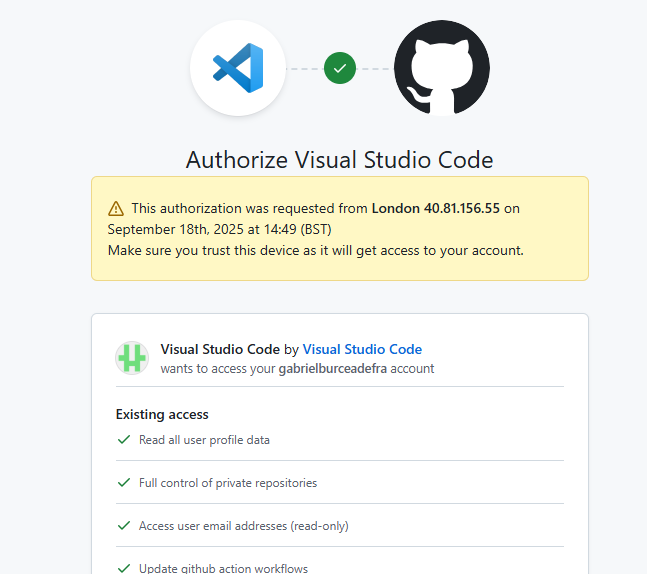 Authorize Visual Studio Code
This authorization was requested from London 40.81.156.55 on
September 18th, 2025 at 14:49 (BST)
Make sure you trust this device as it will get access to your account.
Visual Studio Code by Visual Studio Code
wants to access your gabrielburceadefra account
Existing access
Read all user profile data
Full control of private repositories
Access user email addresses (read-only)
Update github action workflows